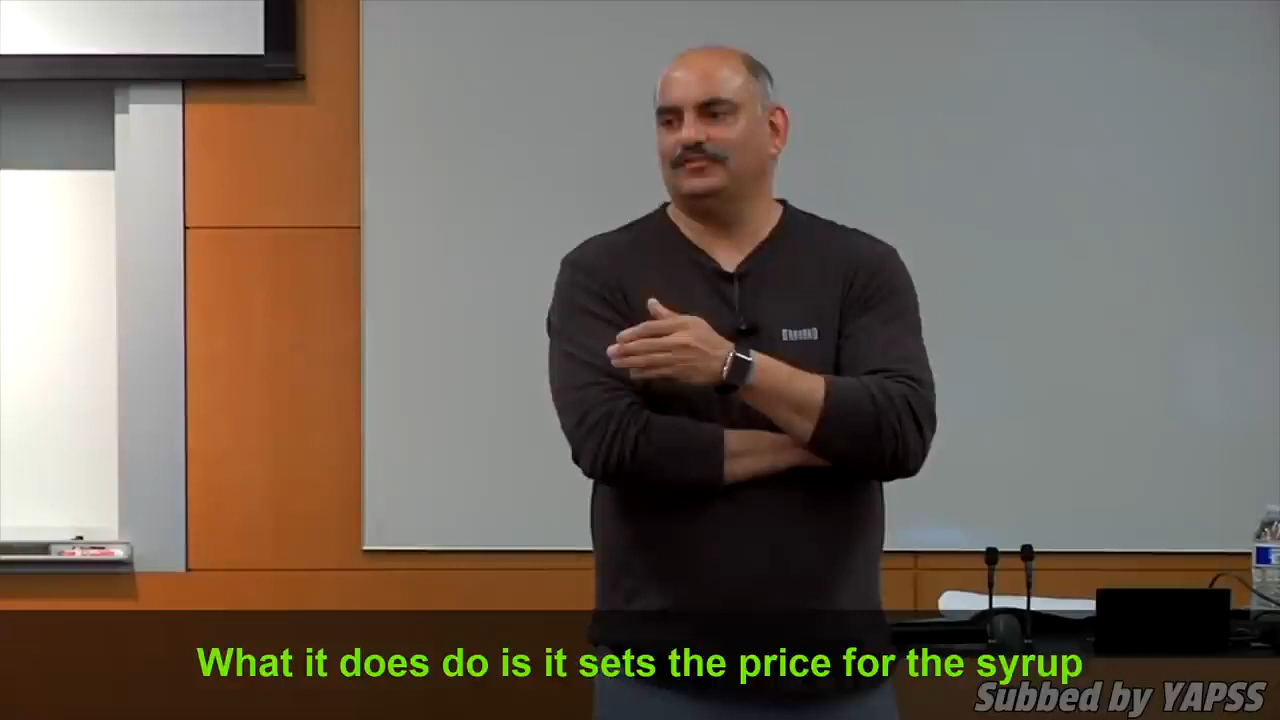 What it does do is it sets the price for the syrup
Subbed by YAPSS